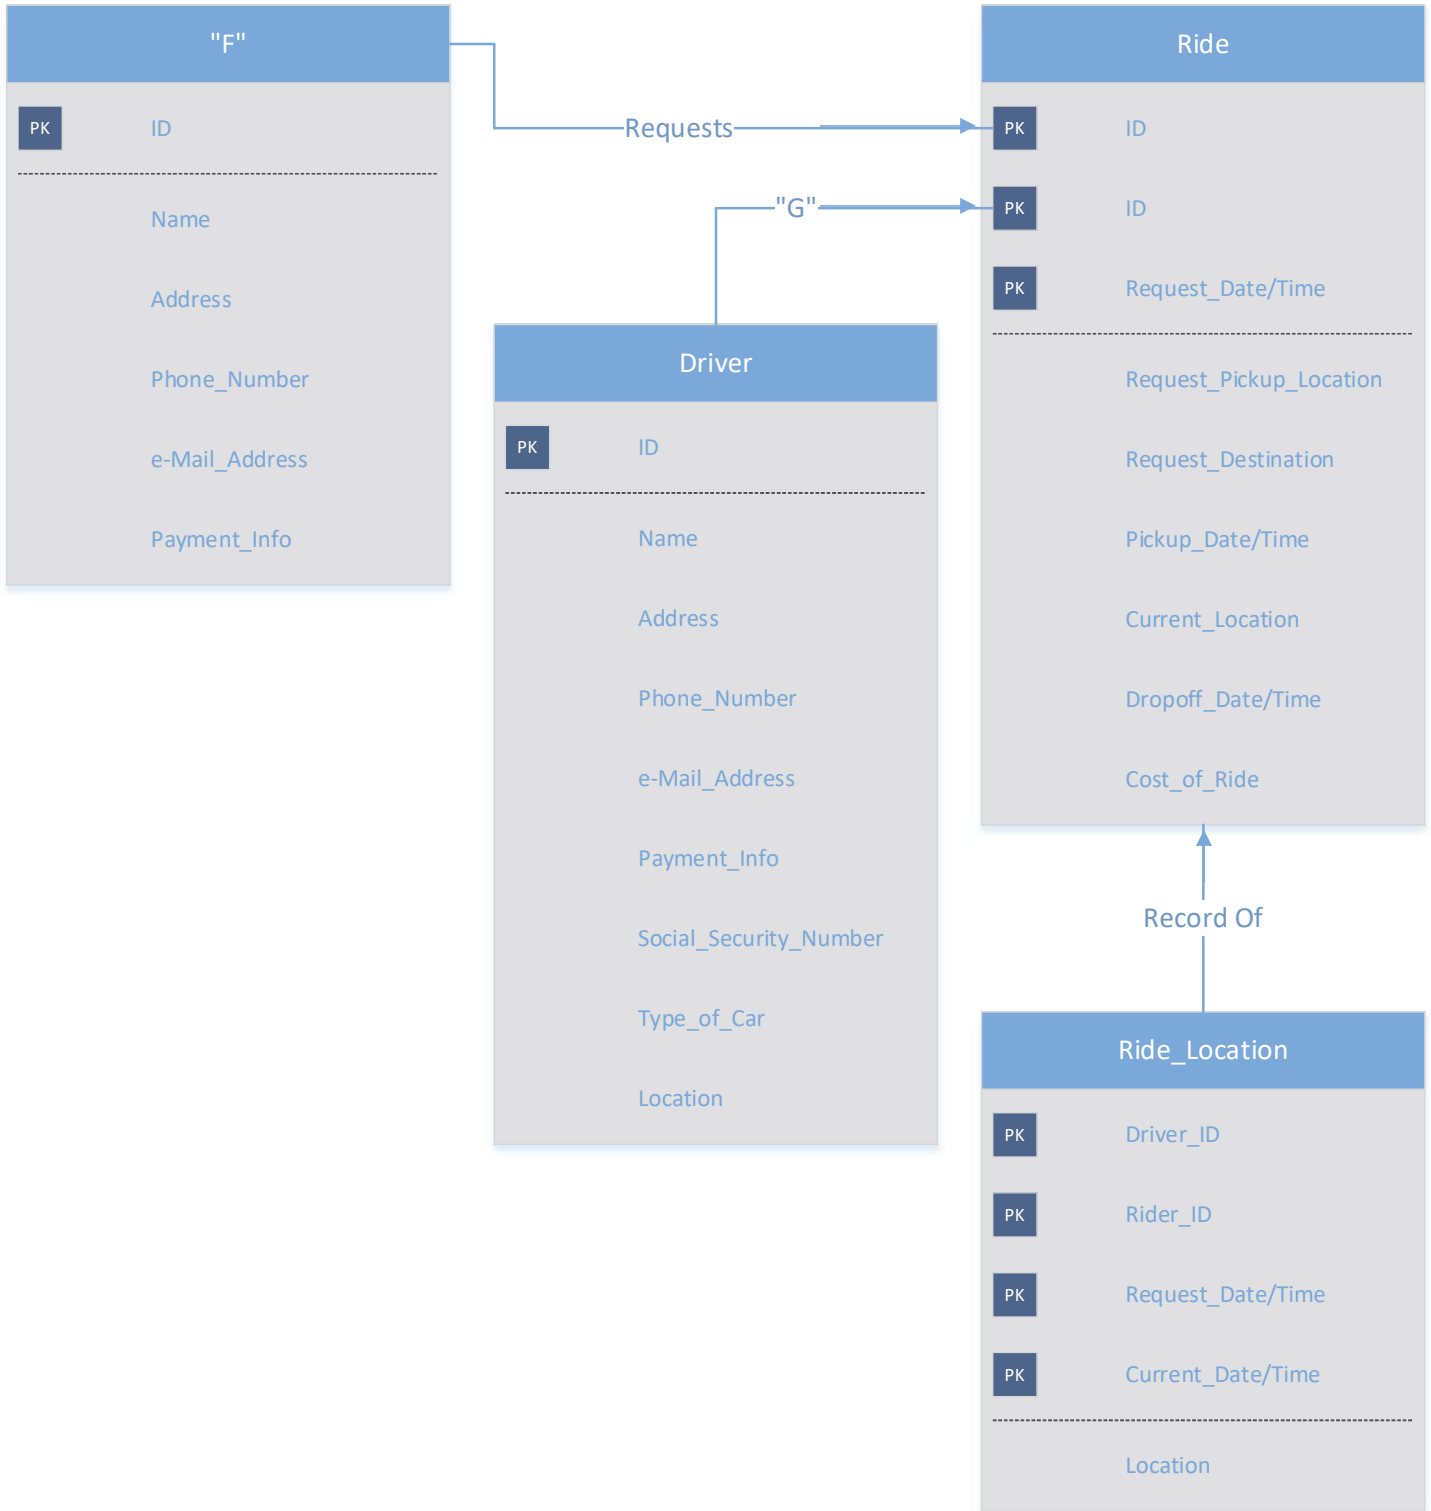 "F"
PK ID
Name
Address
Phone_Number
e-Mail_Address
Payment_Info
Requests
"G"
Ride
PK ID
PK ID
PK Request_Date/Time
Request_Pickup_Location
Request_Destination
Pickup_Date/Time
Current_Location
Dropoff_Date/Time
Cost_of_Ride
Driver
PK ID
Name
Address
Phone_Number
e-Mail_Address
Payment_Info
Social_Security_Number
Type_of_Car
Location
Record Of
Ride_Location
PK Driver_ID
PK Rider_ID
PK Request_Date/Time
PK Current_Date/Time
Location